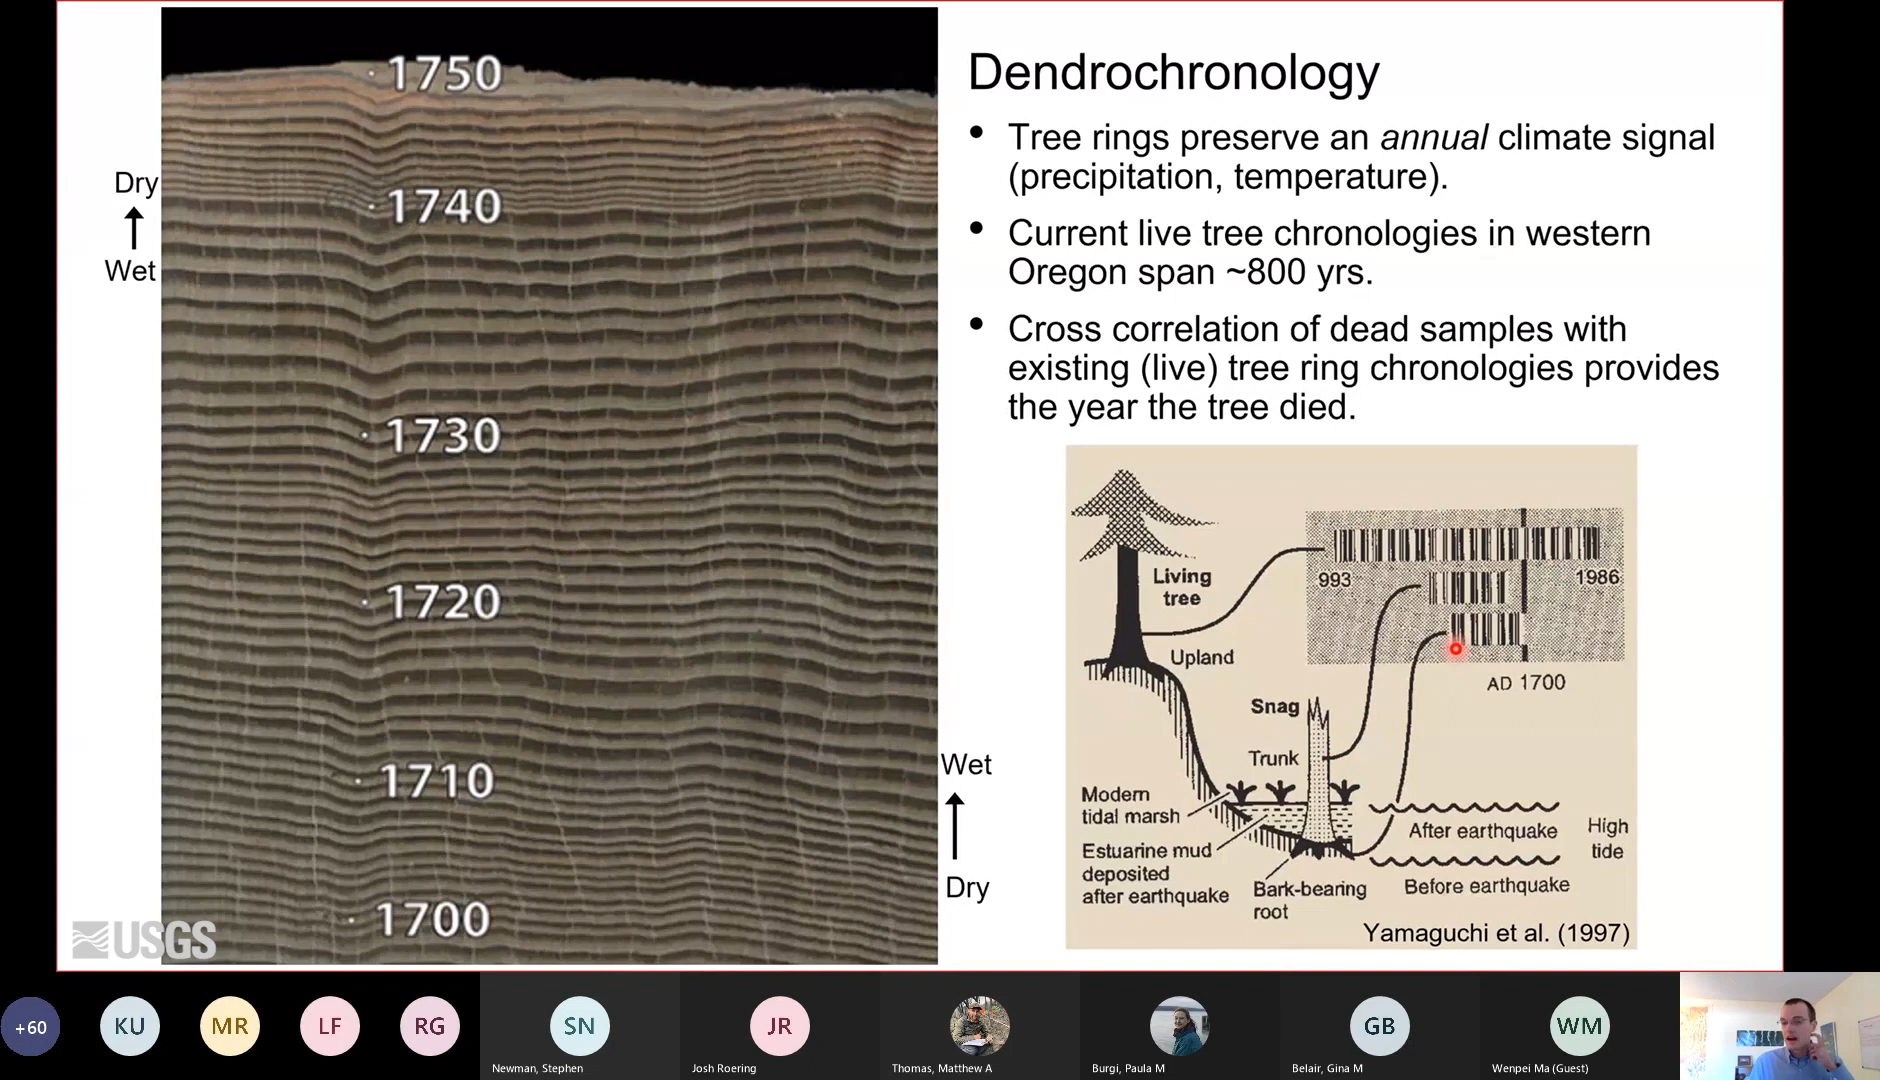 1750
Dry
1740
Wet
1730
1720
1710
Wet
Dry
1700
USGS
Dendrochronology
• Tree rings preserve an annual climate signal
(precipitation, temperature).
• Current live tree chronologies in western
Oregon span ~800 yrs.
• Cross correlation of dead samples with
existing (live) tree ring chronologies provides
the year the tree died.
Living
tree
993
1986
Upland
AD 1700
Snag
Trunk
Modern
tidal marsh
After earthquake
High
tide
Estuarine mud
deposited
after earthquake
Before earthquake
Bark-bearing
root
Yamaguchi et al. (1997)
+60
KU
MR
LF
RG
SN
Newman, Stephen
JR
Josh Roering
Thomas, Matthew A
Burgi, Paula M
GB
Belair, Gina M
WM
Wenpei Ma (Guest)